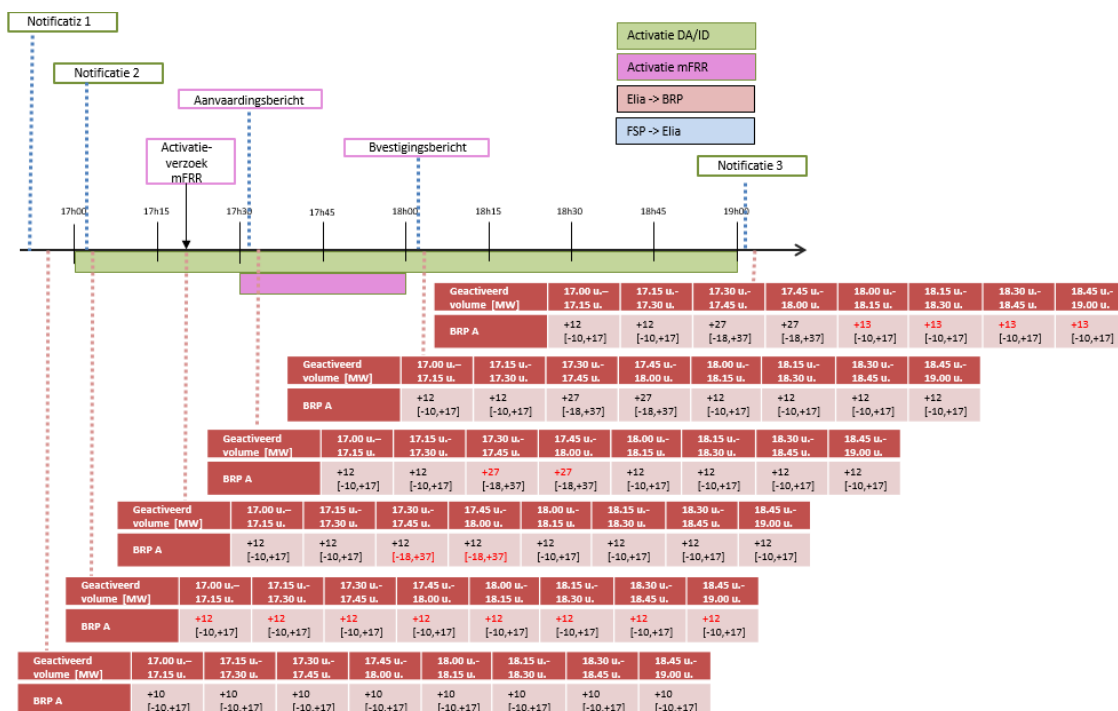 Notificatiz 1
Notificatie 2
Aanvaardingsbericht
Activatie-
verzoek
mFRR
Bvestigingsbericht
Notificatie 3
Activatie DA/ID
Activatie mFRR
Elia -> BRP
FSP -> Elia
17h00 17h15 17h30 17h45 18h00 18h15 18h30 18h45 19h00
Geactiveerd 17.00 u.– 17.15 u.- 17.30 u.- 17.45 u.- 18.00 u.- 18.15 u.- 18.30 u.- 18.45 u.-
volume [MW] 17.15 u. 17.30 u. 17.45 u. 18.00 u. 18.15 u. 18.30 u. 18.45 u. 19.00 u.
BRP A +12 +12 +27 +27 +13 +13 +13 +13
[-10,+17] [-10,+17] [-18,+37] [-18,+37] [-10,+17] [-10,+17] [-10,+17] [-10,+17]
Geactiveerd 17.00 u.– 17.15 u.- 17.30 u.- 17.45 u.- 18.00 u.- 18.15 u.- 18.30 u.- 18.45 u.-
volume [MW] 17.15 u. 17.30 u. 17.45 u. 18.00 u. 18.15 u. 18.30 u. 18.45 u. 19.00 u.
BRP A +12 +12 +27 +27 +12 +12 +12 +12
[-10,+17] [-10,+17] [-18,+37] [-18,+37] [-10,+17] [-10,+17] [-10,+17] [-10,+17]
Geactiveerd 17.00 u.– 17.15 u.- 17.30 u.- 17.45 u.- 18.00 u.- 18.15 u.- 18.30 u.- 18.45 u.-
volume [MW] 17.15 u. 17.30 u. 17.45 u. 18.00 u. 18.15 u. 18.30 u. 18.45 u. 19.00 u.
BRP A +12 +12 +27 +27 +12 +12 +12 +12
[-10,+17] [-10,+17] [-18,+37] [-18,+37] [-10,+17] [-10,+17] [-10,+17] [-10,+17]
Geactiveerd 17.00 u.– 17.15 u.- 17.30 u.- 17.45 u.- 18.00 u.- 18.15 u.- 18.30 u.- 18.45 u.-
volume [MW] 17.15 u. 17.30 u. 17.45 u. 18.00 u. 18.15 u. 18.30 u. 18.45 u. 19.00 u.
BRP A +12 +12 +12 +12 +12 +12 +12 +12
[-10,+17] [-10,+17] [-18,+37] [-18,+37] [-10,+17] [-10,+17] [-10,+17] [-10,+17]
Geactiveerd 17.00 u.– 17.15 u.- 17.30 u.- 17.45 u.- 18.00 u.- 18.15 u.- 18.30 u.- 18.45 u.-
volume [MW] 17.15 u. 17.30 u. 17.45 u. 18.00 u. 18.15 u. 18.30 u. 18.45 u. 19.00 u.
BRP A +12 +12 +12 +12 +12 +12 +12 +12
[-10,+17] [-10,+17] [-10,+17] [-10,+17] [-10,+17] [-10,+17] [-10,+17] [-10,+17]
Geactiveerd 17.00 u.– 17.15 u.- 17.30 u.- 17.45 u.- 18.00 u.- 18.15 u.- 18.30 u.- 18.45 u.-
volume [MW] 17.15 u. 17.30 u. 17.45 u. 18.00 u. 18.15 u. 18.30 u. 18.45 u. 19.00 u.
BRP A +10 +10 +10 +10 +10 +10 +10 +10
[-10,+17] [-10,+17] [-10,+17] [-10,+17] [-10,+17] [-10,+17] [-10,+17] [-10,+17]